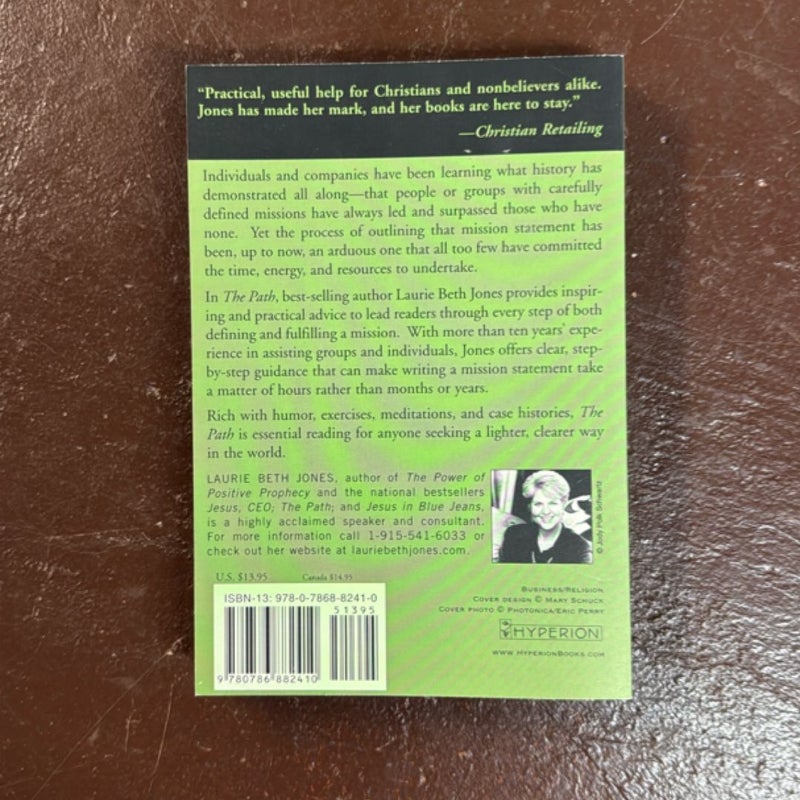 “Practical, useful help for Christians and nonbelievers alike.
Jones has made her mark, and her books are here to stay.”
—Christian Retailing
Individuals and companies have been learning what history has
demonstrated all along—that people or groups with carefully
defined missions have always led and surpassed those who have
none. Yet the process of outlining that mission statement has
been, up to now, an arduous one that all too few have committed
the time, energy, and resources to undertake.
In The Path, best-selling author Laurie Beth Jones provides inspir-
ing and practical advice to lead readers through every step of both
defining and fulfilling a mission. With more than ten years’ expe-
rience in assisting groups and individuals, Jones offers clear, step-
by-step guidance that can make writing a mission statement take
a matter of hours rather than months or years.
Rich with humor, exercises, meditations, and case histories, The
Path is essential reading for anyone seeking a lighter, clearer way
in the world.
LAURIE BETH JONES, author of The Power of
Positive Prophecy and the national bestsellers
Jesus, CEO; The Path; and Jesus in Blue Jeans,
is a highly acclaimed speaker and consultant.
For more information call 1-915-541-6033 or
check out her website at lauriebethjones.com.
© Jody Hulk Schwartz
U.S. $13.95 Canada $14.95
ISBN-13: 978-0-7868-8241-0
51395
9 780786 882410
BUSINESS/RELIGION
COVER DESIGN © MARY SCHUCK
COVER PHOTO © PHOTONICA/ERIC PERRY
HYPERION
WWW.HYPERIONBOOKS.COM